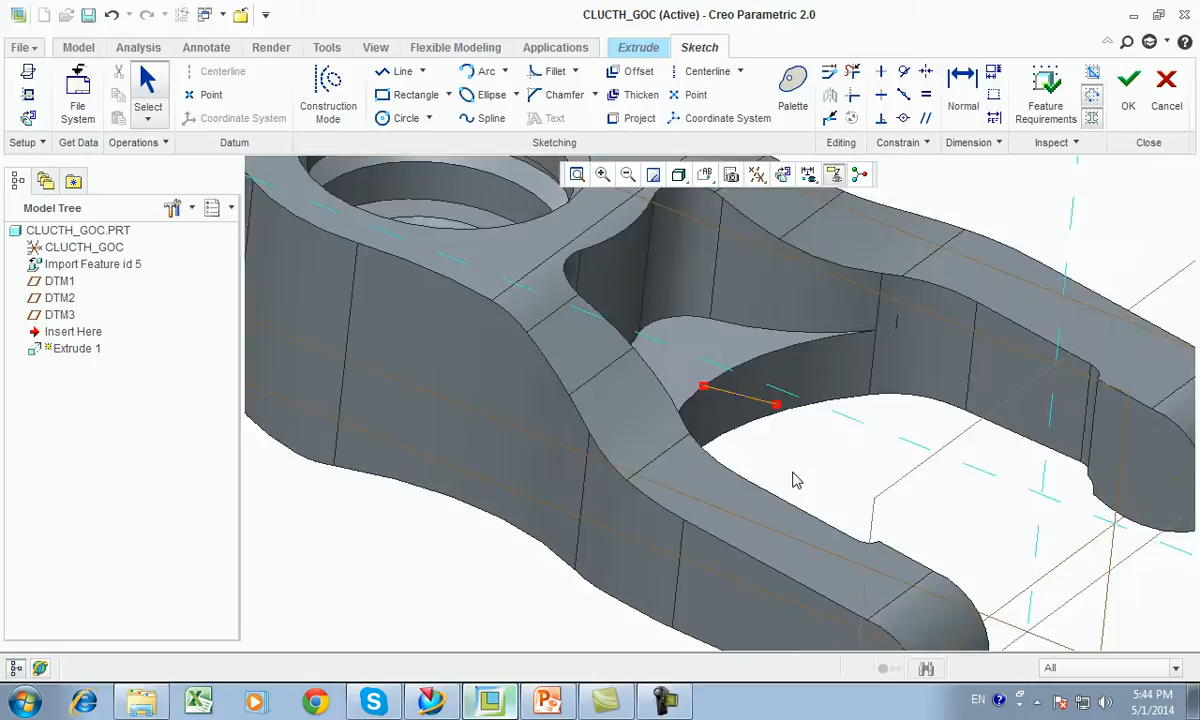 CLUCTH_GOC (Active) - Creo Parametric 2.0
File Model Analysis Annotate Render Tools View Flexible Modeling Applications Extrude Sketch
File System
Select
Centerline
Point
Coordinate System
Construction Mode
Line
Rectangle
Circle
Arc
Ellipse
Spline
Fillet
Chamfer
Text
Offset
Thicken
Project
Centerline
Point
Coordinate System
Palette
Normal
Feature Requirements
OK
Cancel
Setup Get Data Operations Datum Sketching Editing Constrain Dimension Inspect Close
Model Tree
CLUCTH_GOC.PRT
CLUCTH_GOC
Import Feature id 5
DTM1
DTM2
DTM3
Insert Here
Extrude 1
All
EN
5:44 PM
5/1/2014